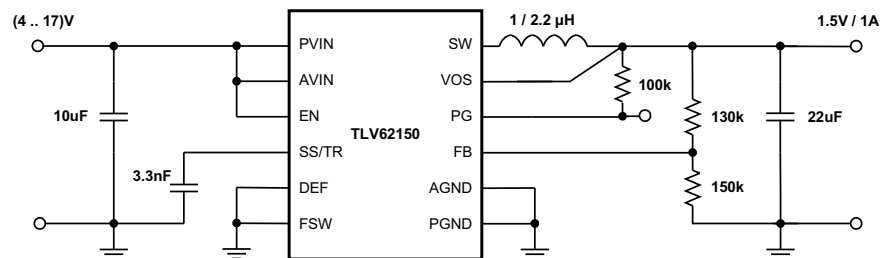 (4 .. 17)V
1 / 2.2 µH
1.5V / 1A
PVIN
SW
AVIN
VOS
100k
10uF
EN
PG
130k
22uF
TLV62150
SS/TR
FB
3.3nF
150k
DEF
AGND
FSW
PGND